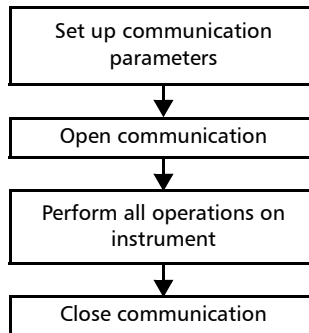 Set up communication
parameters
Open communication
Perform all operations on
instrument
Close communication